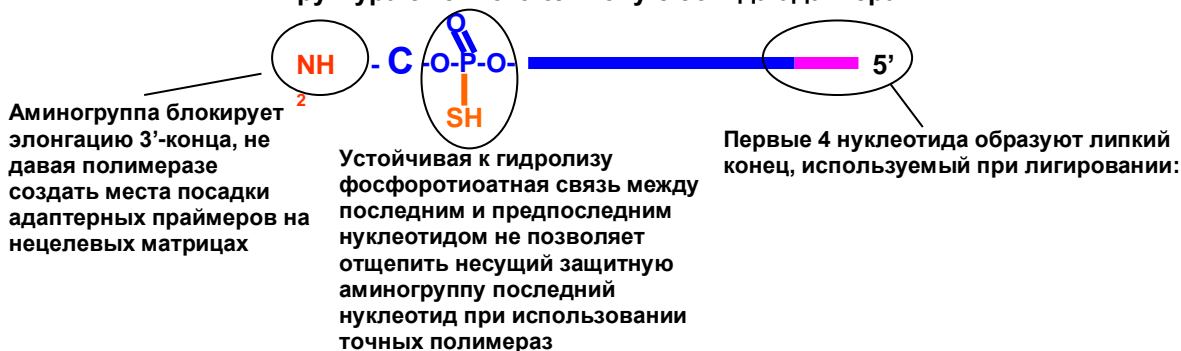 NH - C -O-P-O- 5’
O
2
SH
Аминогруппа блокирует
элонгацию 3’-конца, не
давая полимеразе
создать места посадки
адаптерных праймеров на
нецелевых матрицах
Устойчивая к гидролизу
фосфоротиоатная связь между
последним и предпоследним
нуклеотидом не позволяет
отщепить несущий защитную
аминогруппу последний
нуклеотид при использовании
точных полимераз
Первые 4 нуклеотида образуют липкий
конец, используемый при лигировании: